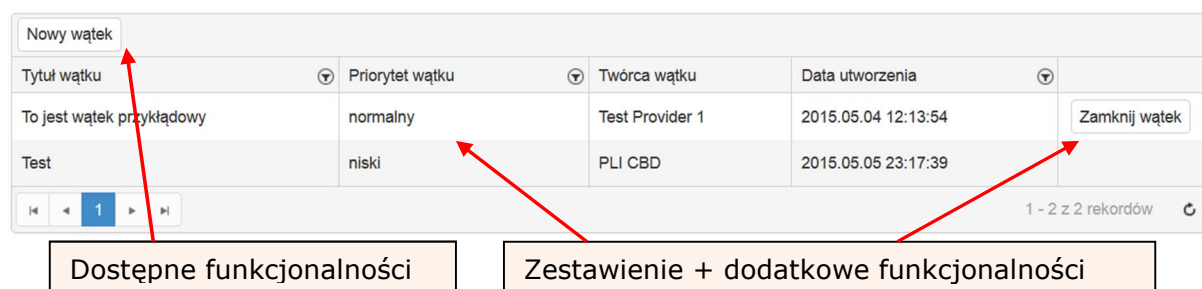 Nowy wątek
Tytuł wątku Priorytet wątku Twórca wątku Data utworzenia
To jest wątek przykłądowy normalny Test Provider 1 2015.05.04 12:13:54 Zamknij wątek
Test niski PLI CBD 2015.05.05 23:17:39
1 1 - 2 z 2 rekordów
Dostępne funkcjonalności Zestawienie + dodatkowe funkcjonalności